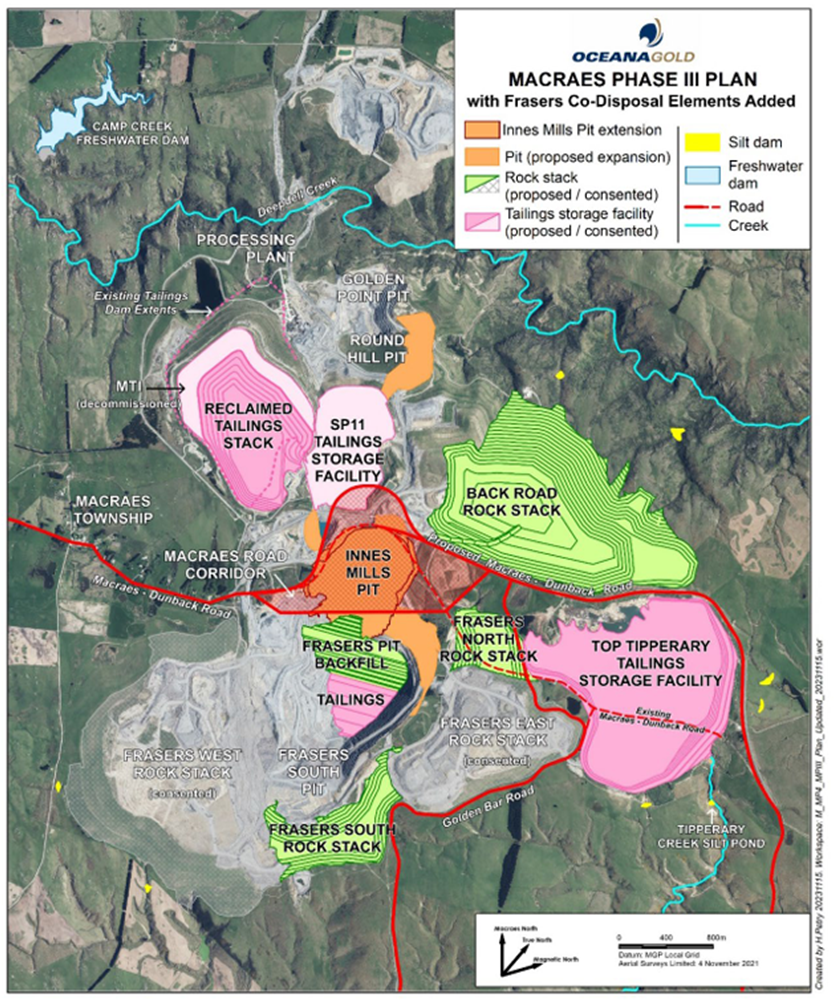 OCEANAGOLD
MACRAES PHASE III PLAN
with Frasers Co-Disposal Elements Added
Innes Mills Pit extension
Pit (proposed expansion)
Rock stack
(proposed / consented)
Tailings storage facility
(proposed / consented)
Silt dam
Freshwater
dam
Road
Creek
CAMP CREEK
FRESHWATER DAM
Deepdell Creek
PROCESSING
PLANT
Existing Tailings
Dam Extents
GOLDEN
POINT PIT
ROUND
HILL PIT
MTI
(decommissioned)
RECLAIMED
TAILINGS
STACK
SP11
TAILINGS
STORAGE
FACILITY
BACK ROAD
ROCK STACK
MACRAES
TOWNSHIP
MACRAES ROAD
CORRIDOR
INNES
MILLS
PIT
Proposed - Macraes - Dunback Road
Macraes - Dunback Road
FRASERS PIT
BACKFILL
FRASERS
NORTH
ROCK STACK
TOP TIPPERARY
TAILINGS
STORAGE FACILITY
TAILINGS
Existing
Macraes - Dunback Road
FRASERS EAST
ROCK STACK
(consented)
FRASERS WEST
ROCK STACK
(consented)
FRASERS
SOUTH
PIT
Golden Bar Road
FRASERS SOUTH
ROCK STACK
TIPPERARY
CREEK SILT POND
Macraes North
True North
Magnetic North
0 400 800m
Datum: MGP Local Grid
Aerial Surveys Limited: 4 November 2021
Created by H.Petry 20231115. Workspace: M_MP4_MPIII_Plan_Updated_20231115.wor